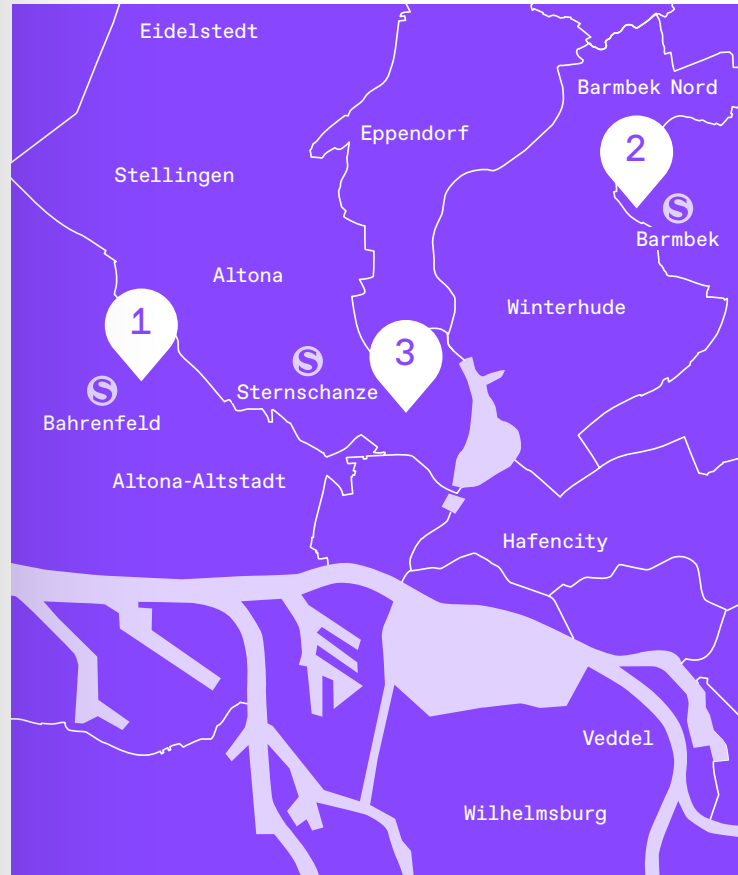 Eidelstedt
Barmbek Nord
Eppendorf
2
Stellingen
S
Barmbek
Altona
Winterhude
1
3
S
Sternschanze
S
Bahrenfeld
Altona-Altstadt
Hafencity
Veddel
Wilhelmsburg